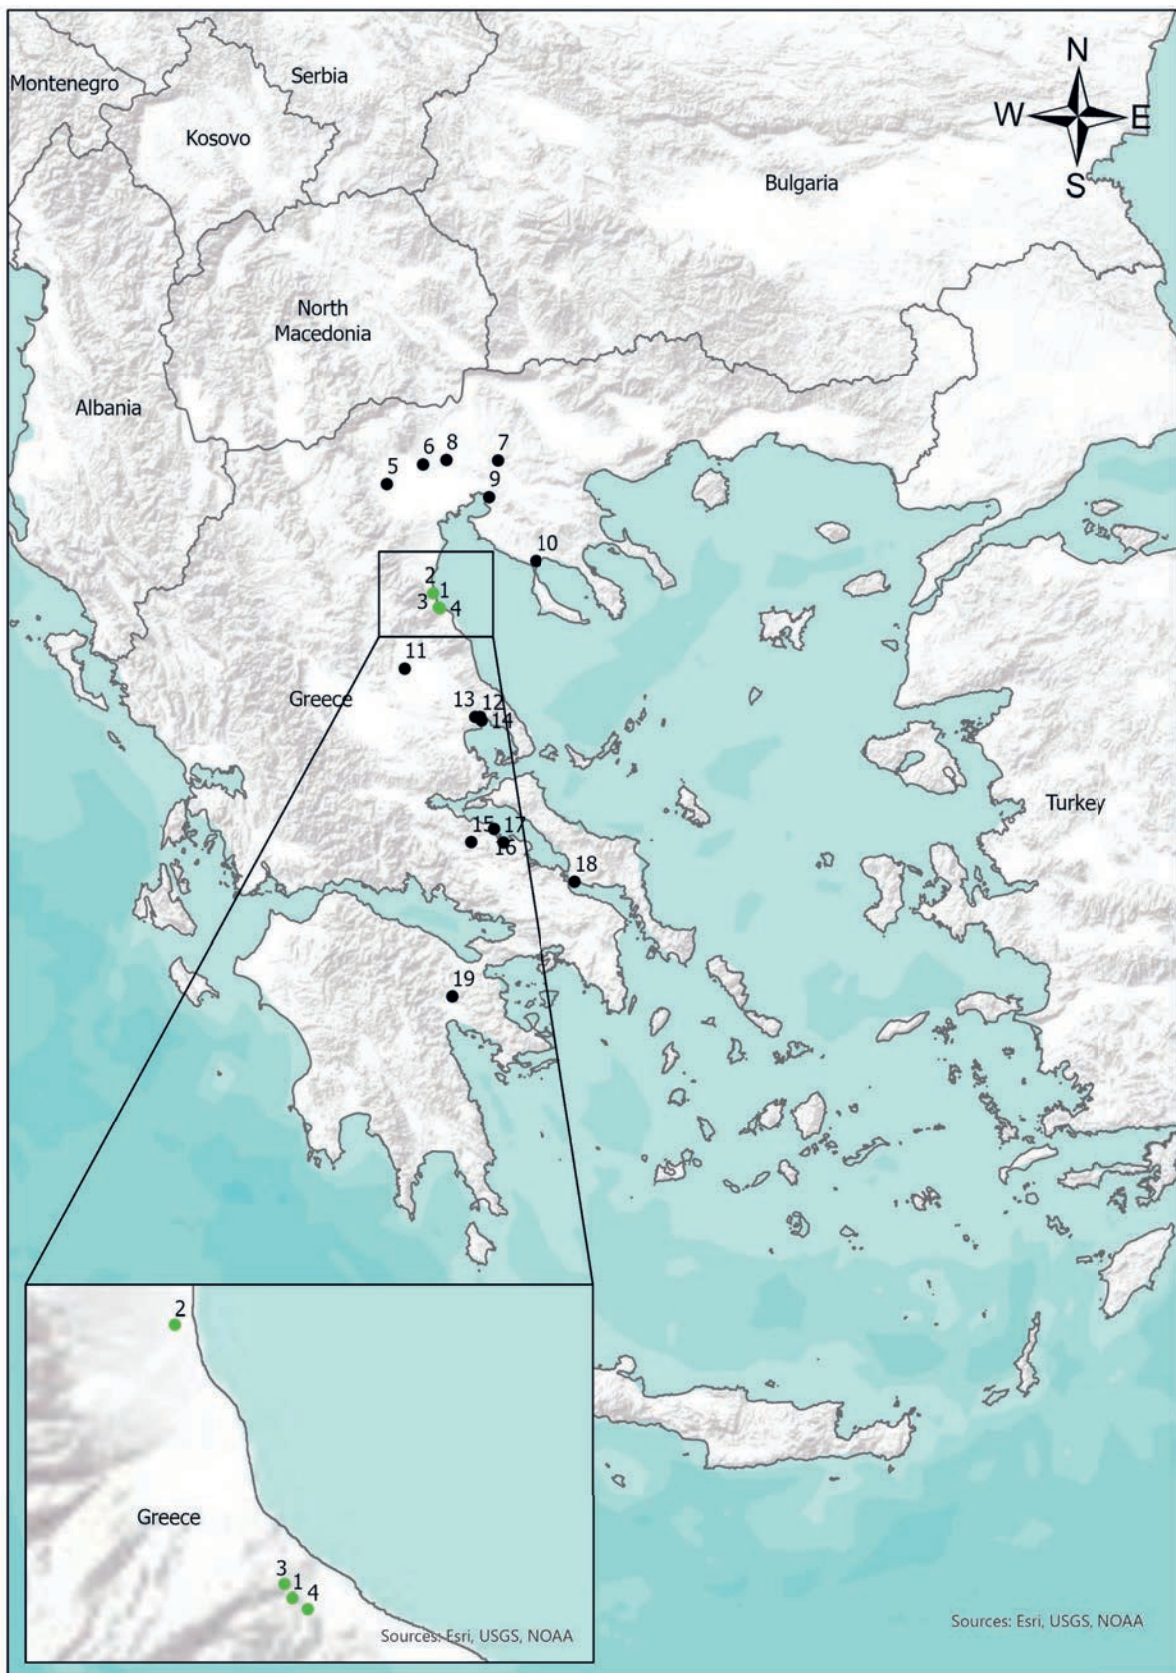 N
Serbia
Montenegro
W
E
Kosovo
S
Bulgaria
North
Macedonia
Albania
6
8
7
5
9
10
2
1
3
4
11
Greece
13
12
14
Turkey
15
17
16
18
19
2
Greece
3
1
4
Sources: Esri, USGS, NOAA
Sources: Esri, USGS, NOAA